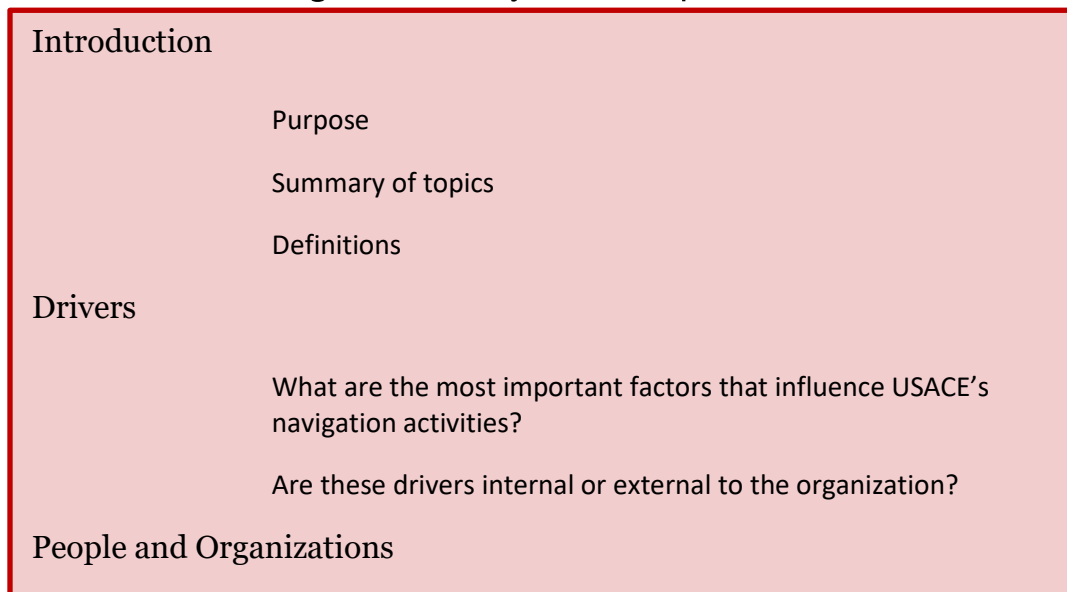 Introduction
Purpose
Summary of topics
Definitions
Drivers
What are the most important factors that influence USACE’s
navigation activities?
Are these drivers internal or external to the organization?
People and Organizations